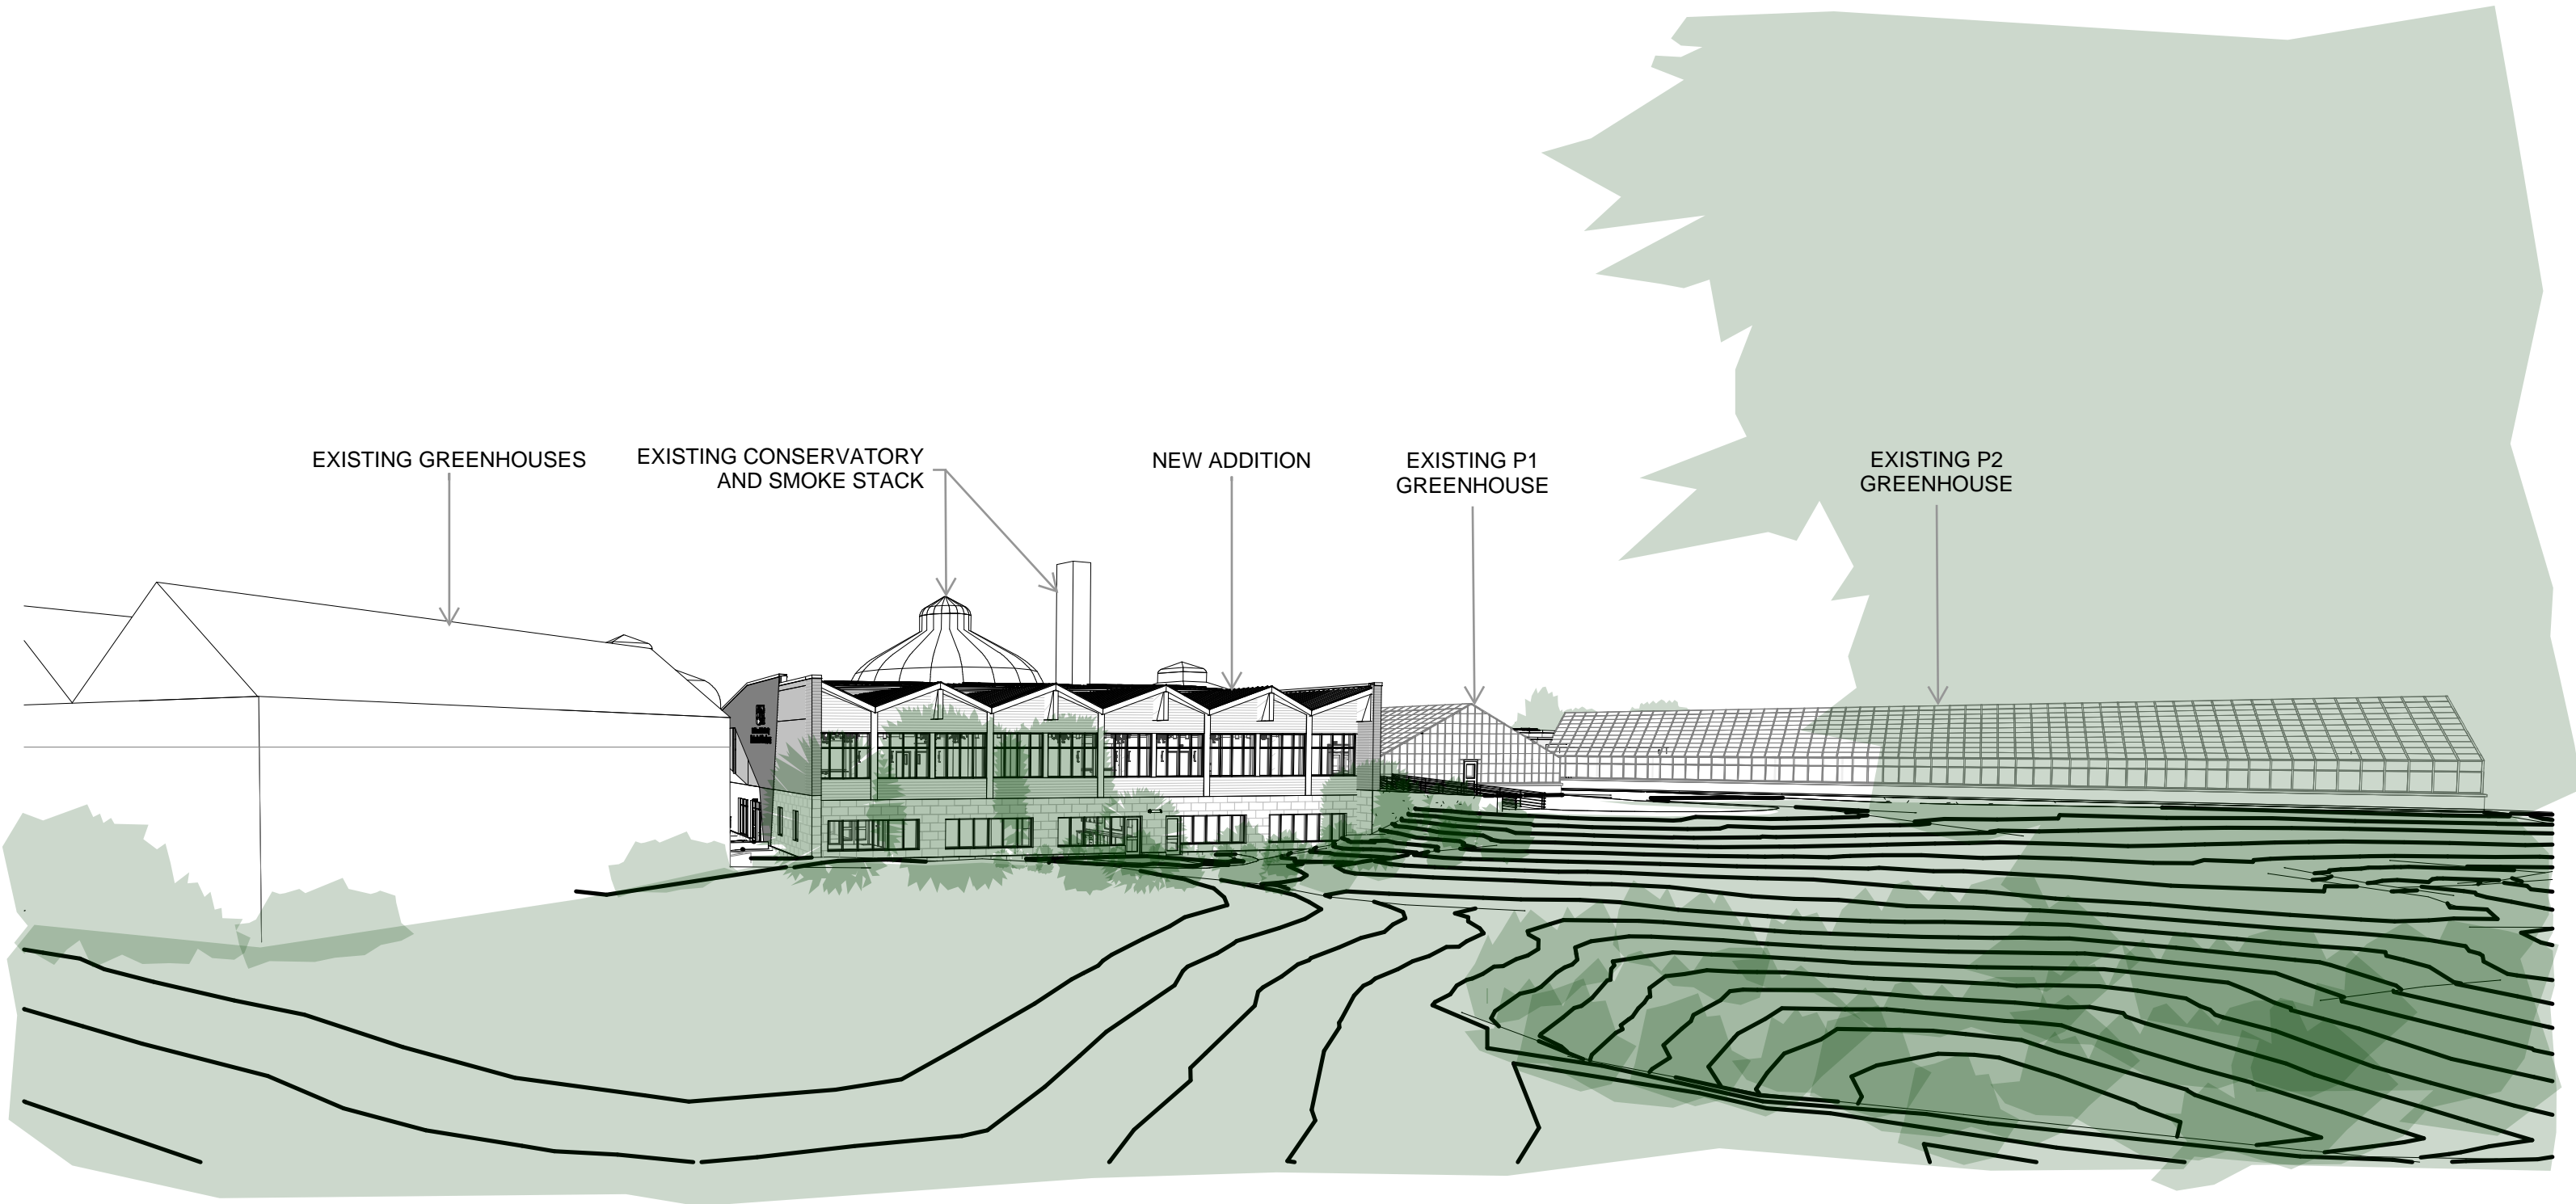 EXISTING GREENHOUSES
EXISTING CONSERVATORY
AND SMOKE STACK
NEW ADDITION
EXISTING P1
GREENHOUSE
EXISTING P2
GREENHOUSE